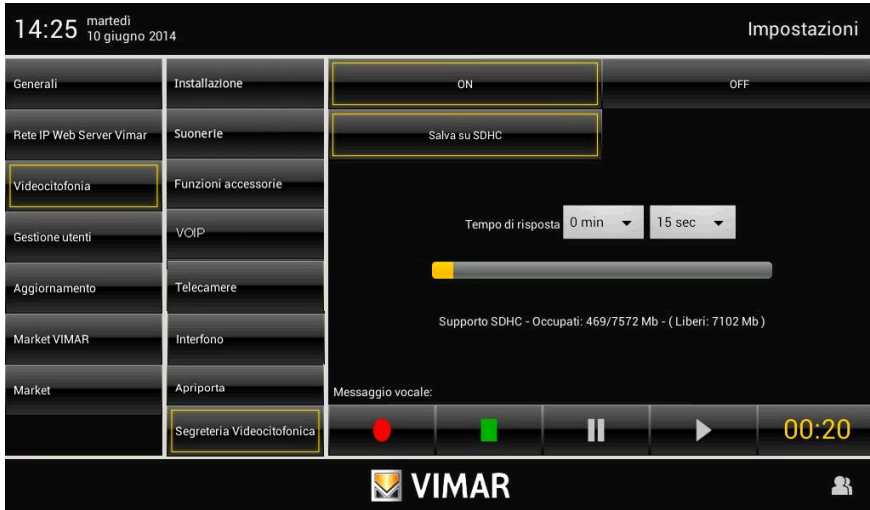 14:25
martedì
10 giugno 2014
Impostazioni
Generali
Rete IP Web Server Vimar
Videocitofonia
Gestione utenti
Aggiornamento
Market VIMAR
Market
Installazione
Suonerie
Funzioni accessorie
VOIP
Telecamere
Interfono
Apriporta
Segreteria Videocitofonica
ON
OFF
Salva su SDHC
Tempo di risposta 0 min 15 sec
Supporto SDHC - Occupati: 469/7572 Mb - ( Liberi: 7102 Mb )
Messaggio vocale:
00:20
VIMAR